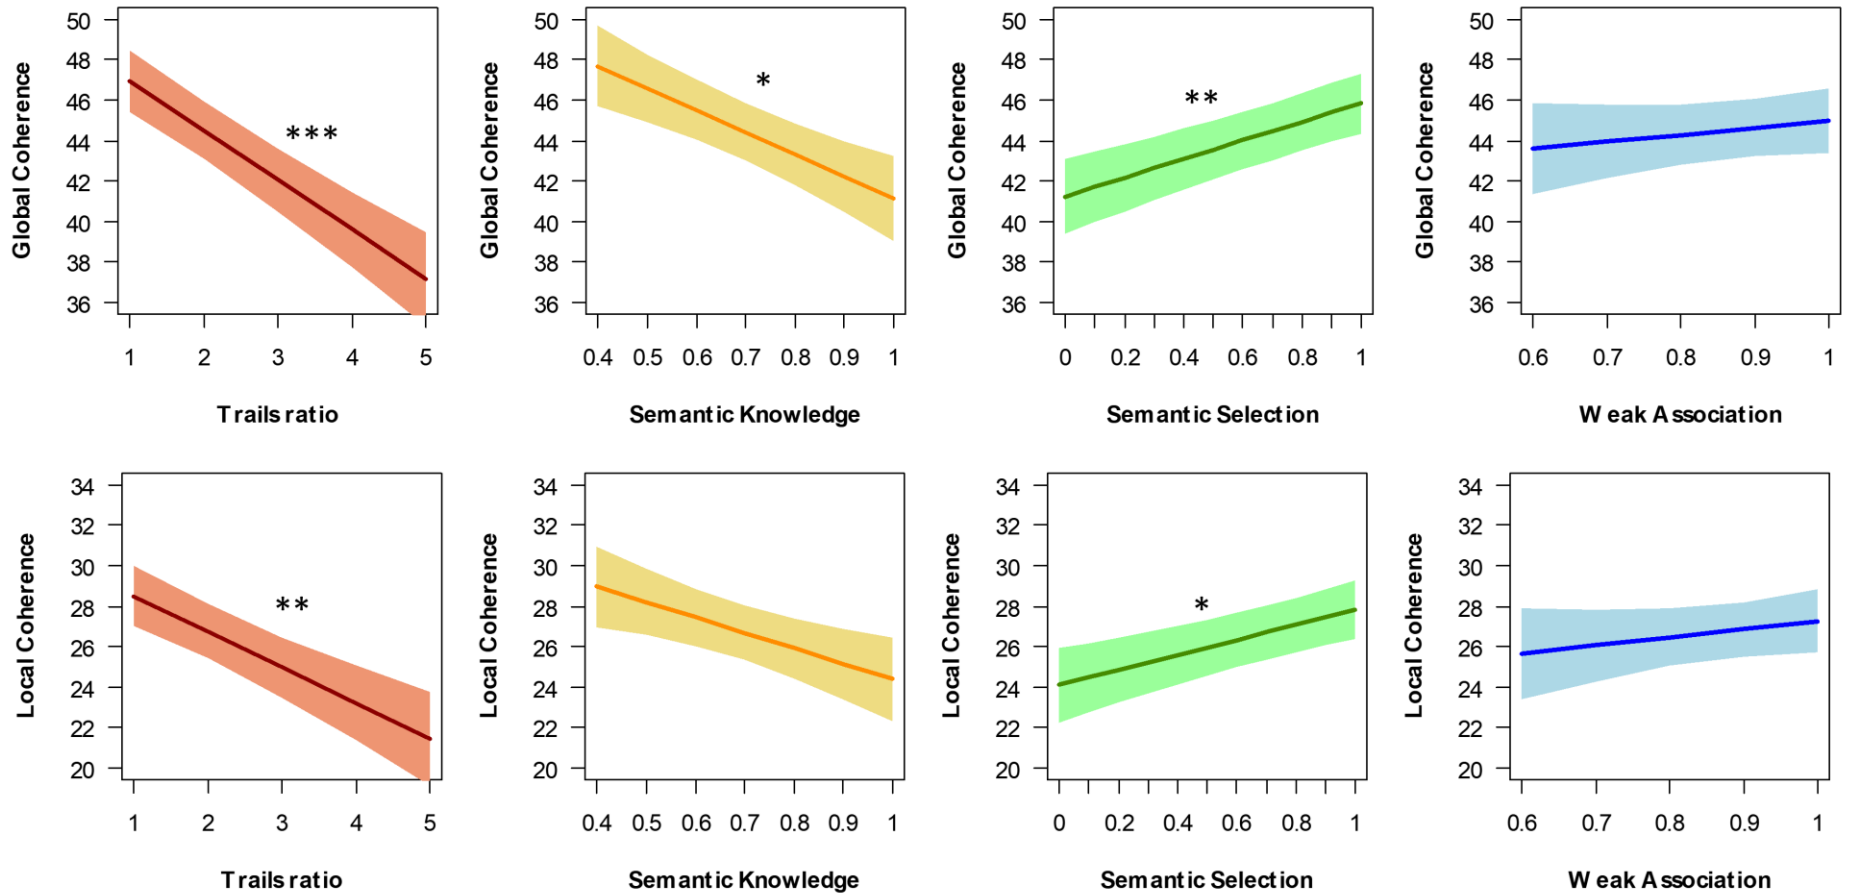 Global Coherence
50
48
46
44
42
40
38
36
***
1 2 3 4 5
Trails ratio
Global Coherence
50
48
46
44
42
40
38
36
*
0.4 0.5 0.6 0.7 0.8 0.9 1
Semantic Knowledge
Global Coherence
50
48
46
44
42
40
38
36
**
0 0.2 0.4 0.6 0.8 1
Semantic Selection
Global Coherence
50
48
46
44
42
40
38
36
0.6 0.7 0.8 0.9 1
Weak Association
Local Coherence
34
32
30
28
26
24
22
20
**
1 2 3 4 5
Trails ratio
Local Coherence
34
32
30
28
26
24
22
20
0.4 0.5 0.6 0.7 0.8 0.9 1
Semantic Knowledge
Local Coherence
34
32
30
28
26
24
22
20
*
0 0.2 0.4 0.6 0.8 1
Semantic Selection
Local Coherence
34
32
30
28
26
24
22
20
0.6 0.7 0.8 0.9 1
Weak Association